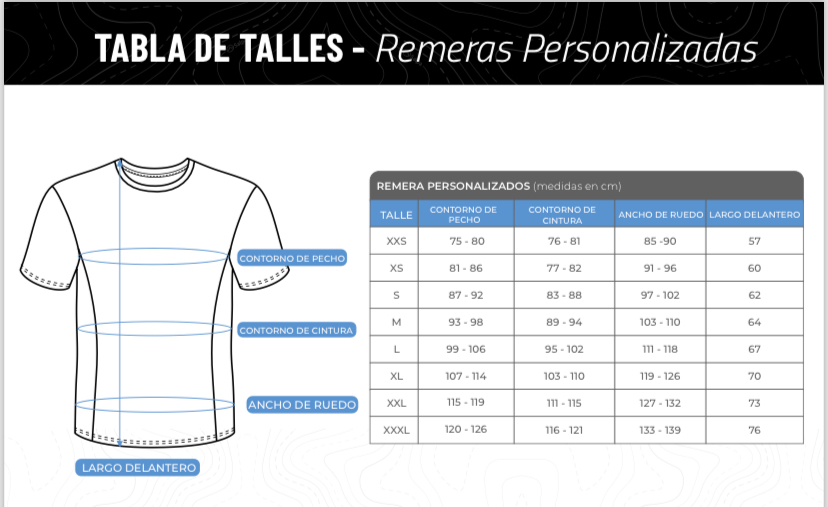 TABLA DE TALLES - Remeras Personalizadas
CONTORNO DE PECHO
CONTORNO DE CINTURA
ANCHO DE RUEDO
LARGO DELANTERO
REMERA PERSONALIZADOS (medidas en cm)
TALLE CONTORNO DE PECHO CONTORNO DE CINTURA ANCHO DE RUEDO LARGO DELANTERO
XXS 75 - 80 76 - 81 85 -90 57
XS 81 - 86 77 - 82 91 - 96 60
S 87 - 92 83 - 88 97 - 102 62
M 93 - 98 89 - 94 103 - 110 64
L 99 - 106 95 - 102 111 - 118 67
XL 107 - 114 103 - 110 119 - 126 70
XXL 115 - 119 111 - 115 127 - 132 73
XXXL 120 - 126 116 - 121 133 - 139 76